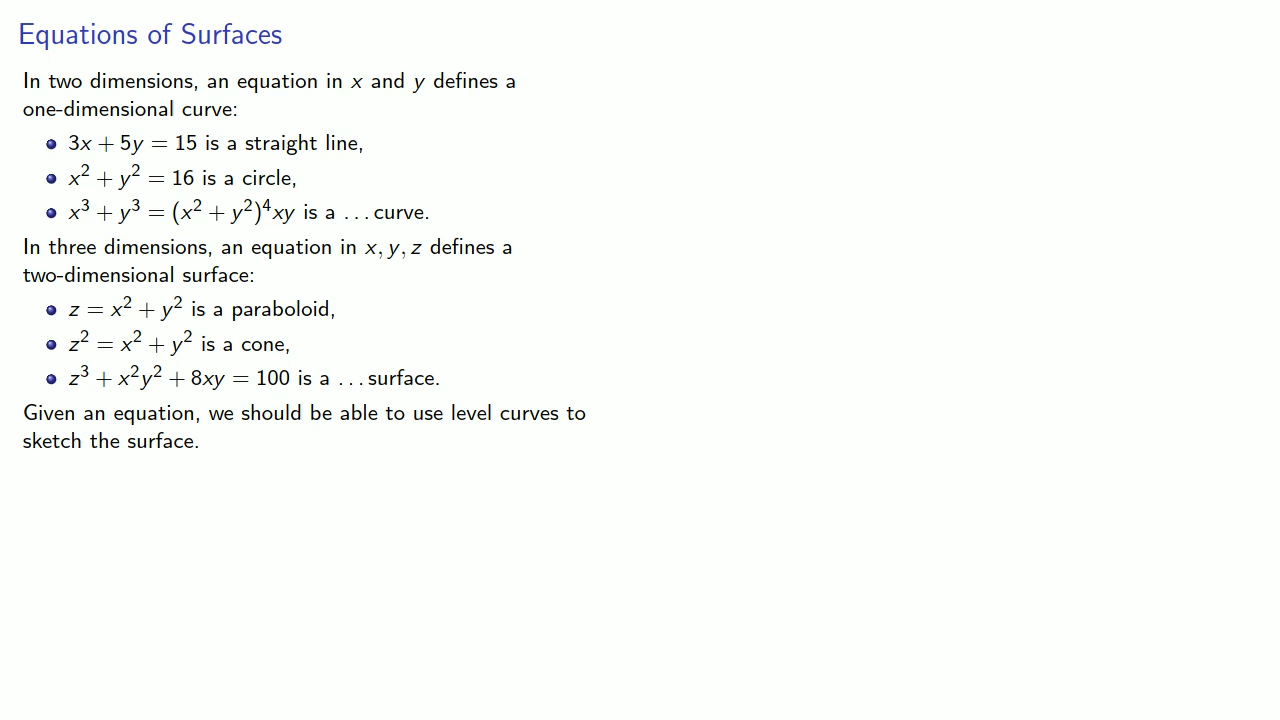 Equations of Surfaces
In two dimensions, an equation in x and y defines a
one-dimensional curve:
3x + 5y = 15 is a straight line,
x² + y² = 16 is a circle,
x³ + y³ = (x² + y²)⁴xy is a ... curve.
In three dimensions, an equation in x, y, z defines a
two-dimensional surface:
z = x² + y² is a paraboloid,
z² = x² + y² is a cone,
z³ + x²y² + 8xy = 100 is a ... surface.
Given an equation, we should be able to use level curves to
sketch the surface.